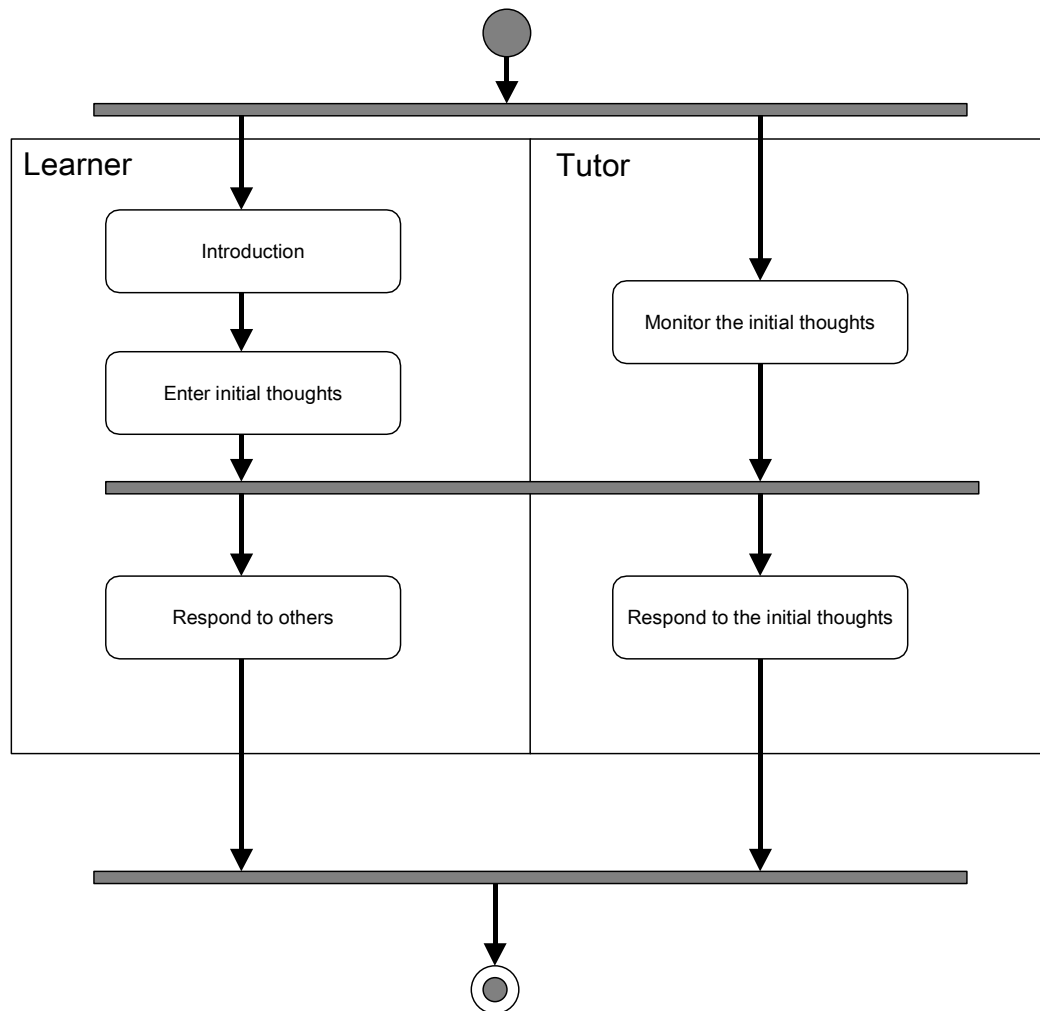 Learner
Tutor
Introduction
Monitor the initial thoughts
Enter initial thoughts
Respond to others
Respond to the initial thoughts